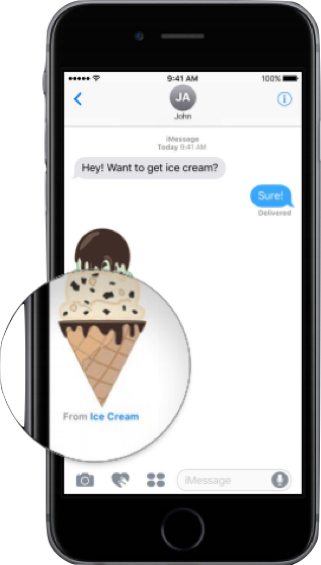 9:41 AM
100%
JA
John
iMessage
Today 9:41 AM
Hey! Want to get ice cream?
Sure!
Delivered
From Ice Cream
iMessage